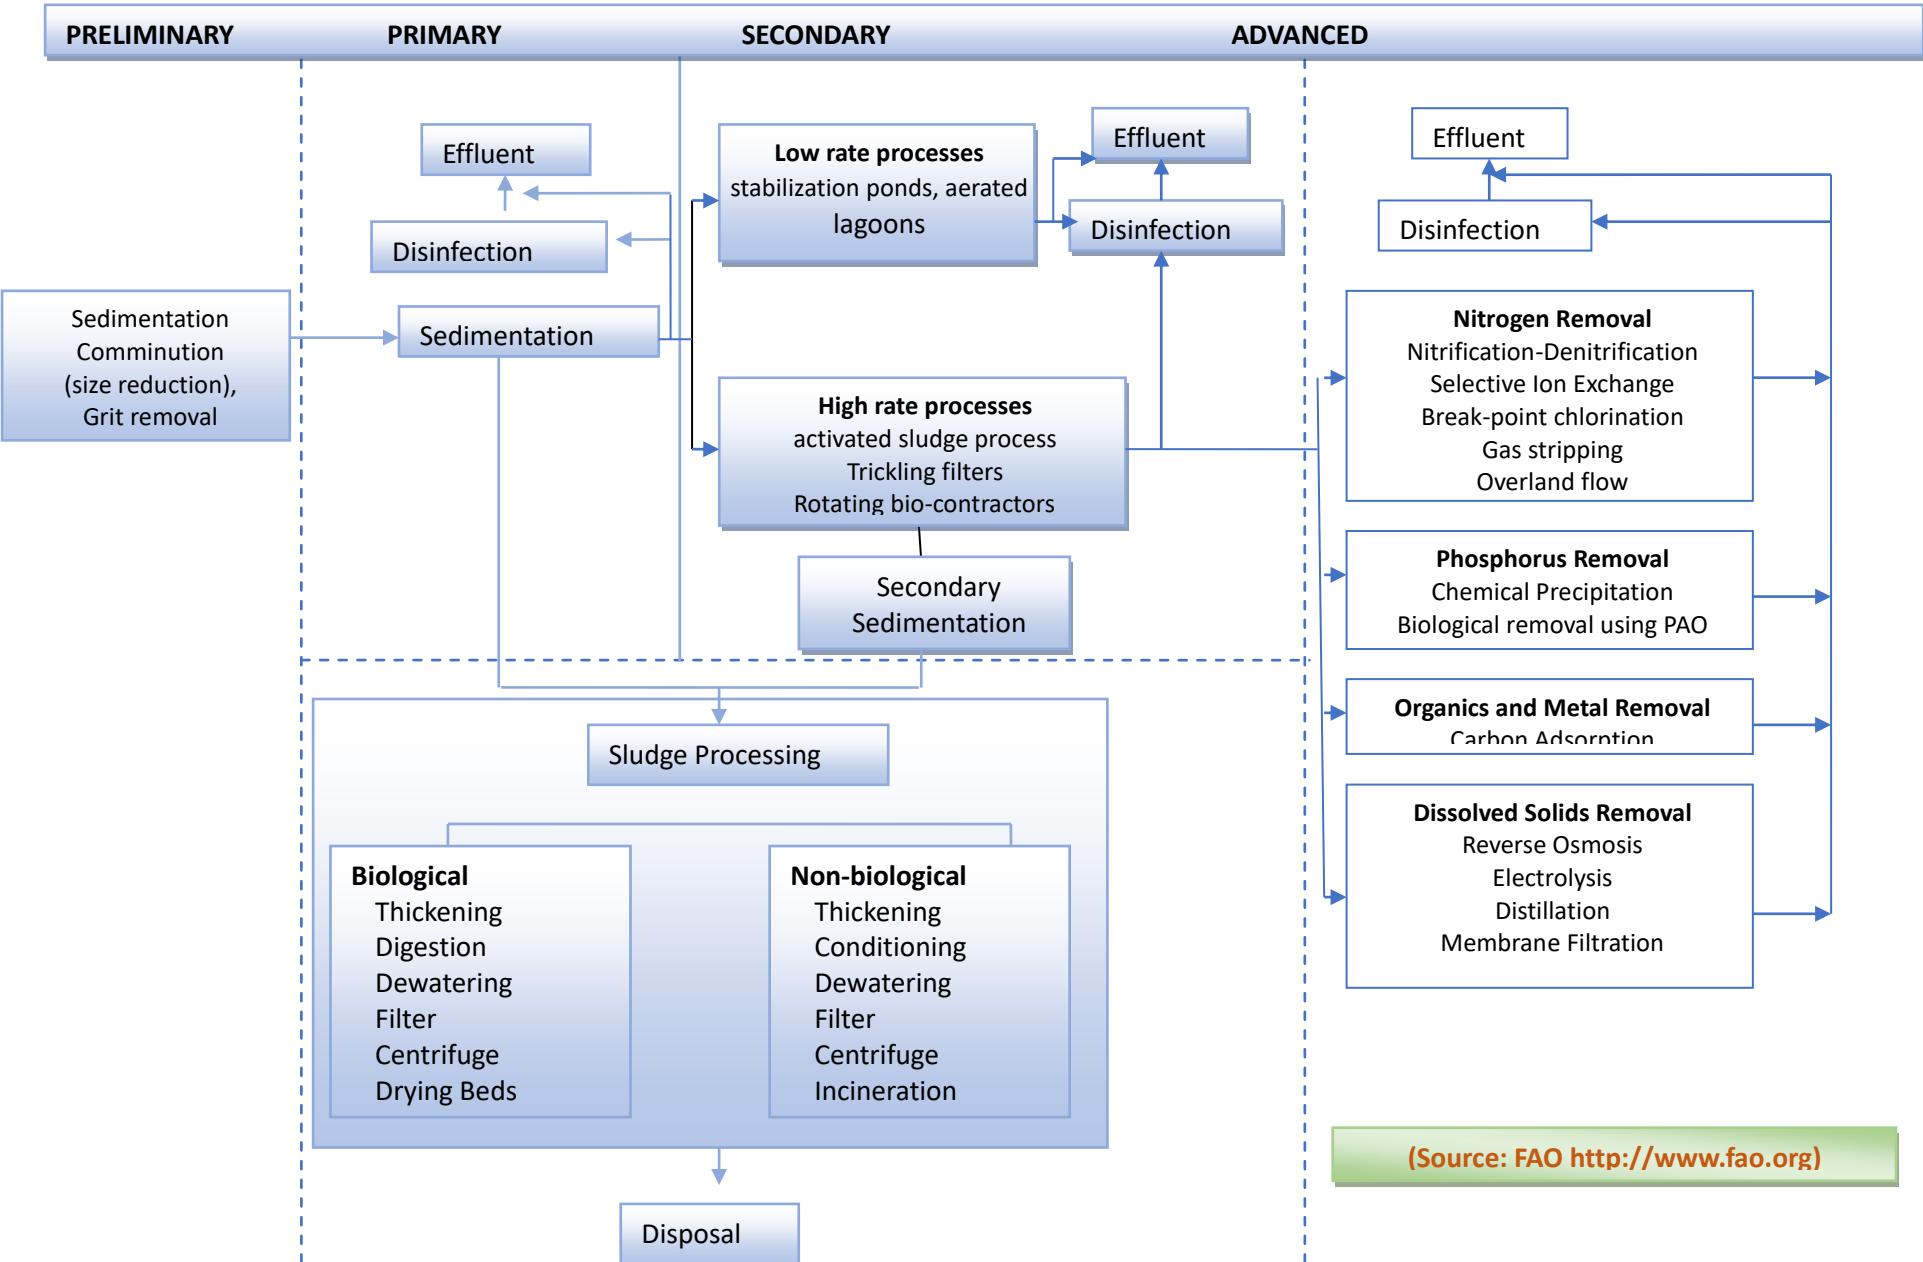 PRELIMINARY PRIMARY SECONDARY ADVANCED
Sedimentation
Comminution
(size reduction),
Grit removal
Effluent
Disinfection
Sedimentation
Low rate processes
stabilization ponds, aerated
lagoons
High rate processes
activated sludge process
Trickling filters
Rotating bio-contractors
Secondary
Sedimentation
Effluent
Disinfection
Effluent
Disinfection
Nitrogen Removal
Nitrification-Denitrification
Selective Ion Exchange
Break-point chlorination
Gas stripping
Overland flow
Phosphorus Removal
Chemical Precipitation
Biological removal using PAO
Organics and Metal Removal
Carbon Adsorption
Dissolved Solids Removal
Reverse Osmosis
Electrolysis
Distillation
Membrane Filtration
Sludge Processing
Biological
Thickening
Digestion
Dewatering
Filter
Centrifuge
Drying Beds
Non-biological
Thickening
Conditioning
Dewatering
Filter
Centrifuge
Incineration
Disposal
(Source: FAO http://www.fao.org)